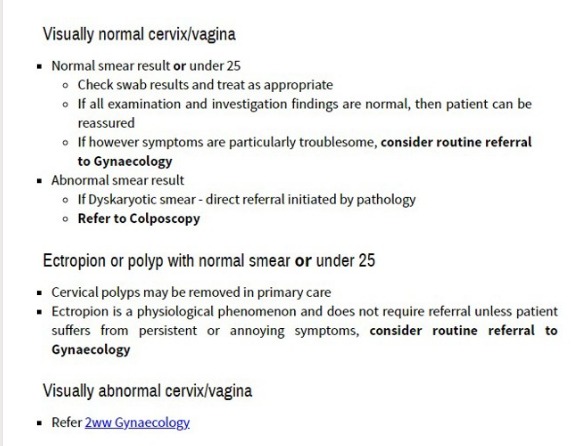 Visually normal cervix/vagina
▪ Normal smear result or under 25
o Check swab results and treat as appropriate
o If all examination and investigation findings are normal, then patient can be
reassured
o If however symptoms are particularly troublesome, consider routine referral
to Gynaecology
▪ Abnormal smear result
o If Dyskaryotic smear - direct referral initiated by pathology
o Refer to Colposcopy
Ectropion or polyp with normal smear or under 25
▪ Cervical polyps may be removed in primary care
▪ Ectropion is a physiological phenomenon and does not require referral unless patient
suffers from persistent or annoying symptoms, consider routine referral to
Gynaecology
Visually abnormal cervix/vagina
▪ Refer 2ww Gynaecology